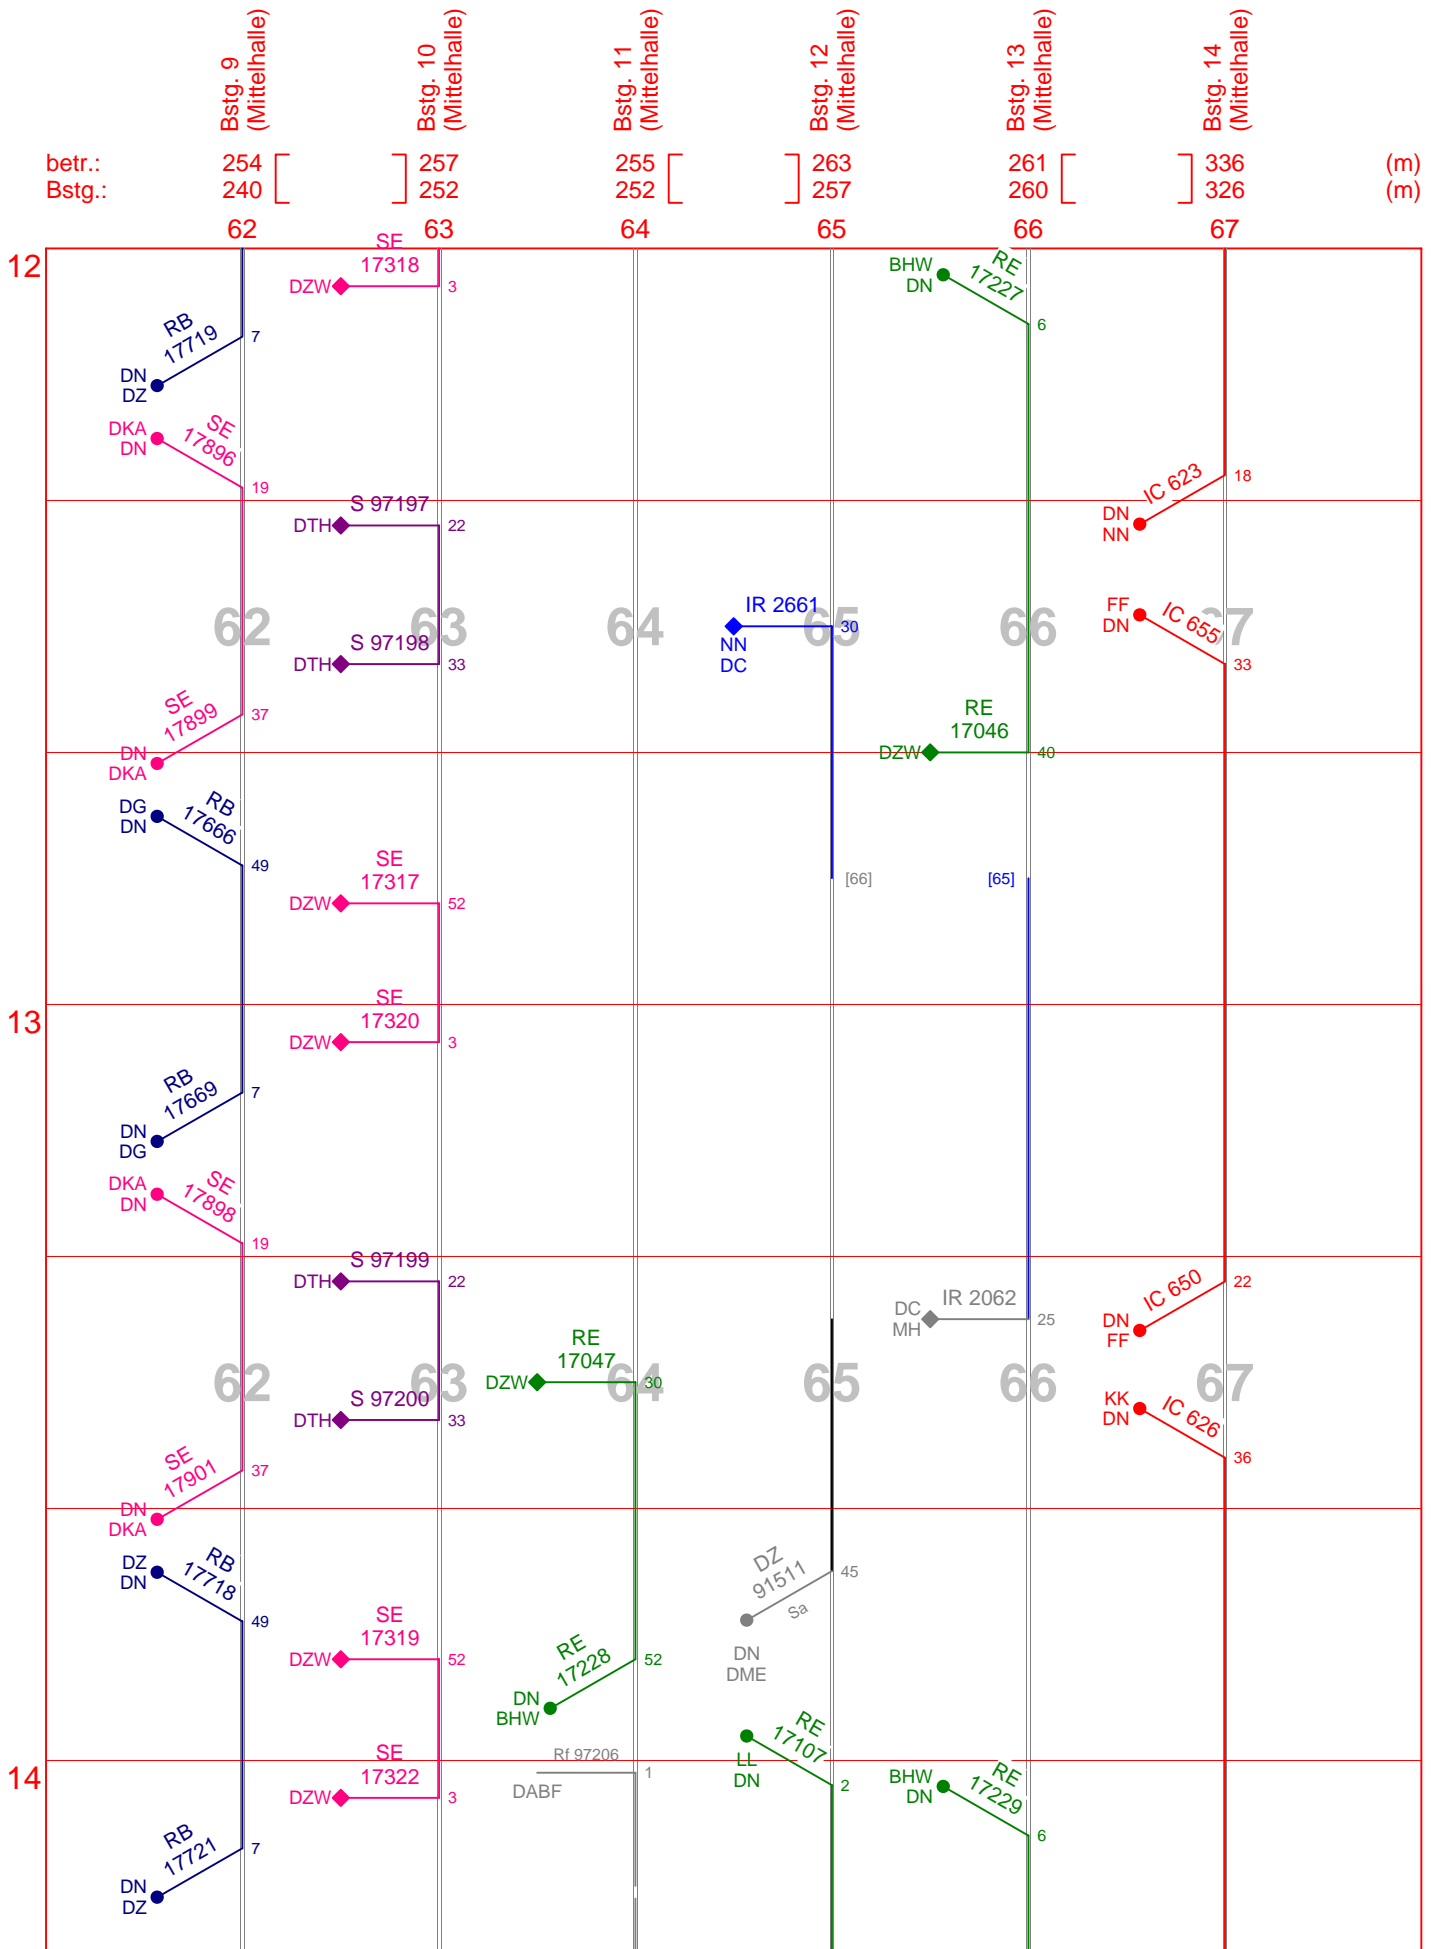 Bstg. 9
(Mittelhalle)
Bstg. 10
(Mittelhalle)
Bstg. 11
(Mittelhalle)
Bstg. 12
(Mittelhalle)
Bstg. 13
(Mittelhalle)
Bstg. 14
(Mittelhalle)
betr.: 254 257 255 263 261 336 (m)
Bstg.: 240 252 252 257 260 326 (m)
62 63 64 65 66 67
12
SE
17318
DZW 3
BHW
DN
RE
17227
6
RB
17719
7
DN
DZ
DKA
DN
SE
17896
19
IC 623
18
DN
NN
S 97197
DTH 22
FF
DN
IC 655
33
IR 2661
30
NN
DC
62 63 64 65 66 67
S 97198
DTH 33
SE
17899
37
DN
DKA
RE
17046
DZW 40
DG
DN
RB
17666
49
SE
17317
DZW 52
[66]
[65]
13
SE
17320
DZW 3
RB
17669
7
DN
DG
DKA
DN
SE
17898
19
S 97199
DTH 22
IC 650
22
DN
FF
IR 2062
DC
MH
25
RE
17047
DZW 30
62 63 64 65 66 67
S 97200
DTH 33
KK
DN
IC 626
36
SE
17901
37
DN
DKA
DZ
DN
RB
17718
49
DZ
91511
45
Sa
DN
DME
SE
17319
DZW 52
RE
17228
52
DN
BHW
LL
DN
RE
17107
2
Rf 97206
1
DABF
14
SE
17322
DZW 3
BHW
DN
RE
17229
6
RB
17721
7
DN
DZ